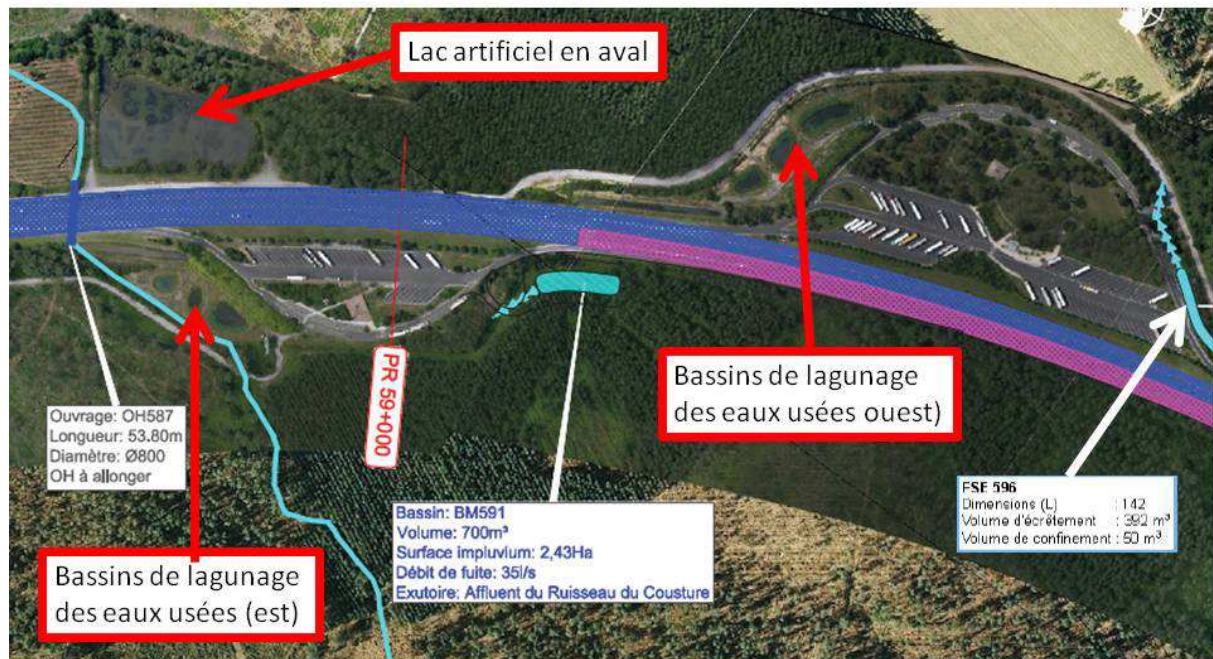 Lac artificiel en aval
Bassins de lagunage
des eaux usées ouest)
PR 59+000
Ouvrage: OH587
Longueur: 53.80m
Diamètre: Ø800
OH à allonger
Bassin: BM591
Volume: 700m³
Surface impluvium: 2,43Ha
Débit de fuite: 35l/s
Exutoire: Affluent du Ruisseau du Cousture
FSE 596
Dimensions (L) : 142
Volume d'écrêtement : 392 m³
Volume de confinement : 50 m³
Bassins de lagunage
des eaux usées (est)